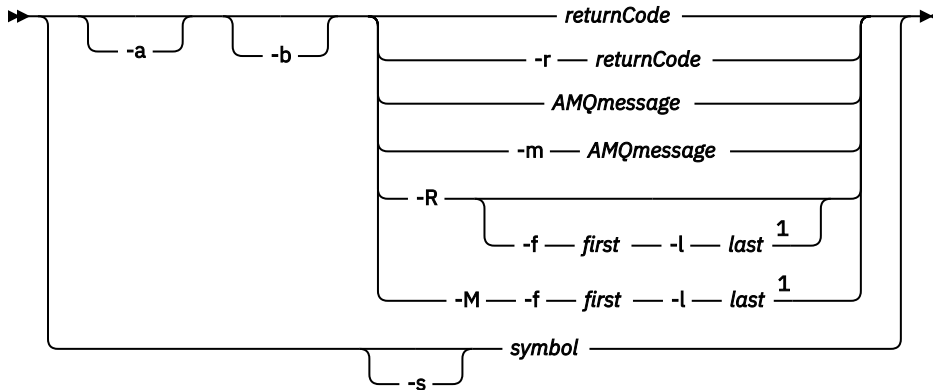 returnCode
-a -b
-r returnCode
AMQmessage
-m AMQmessage
-R
-f first -l last 1
-M -f first -l last 1
symbol
-s